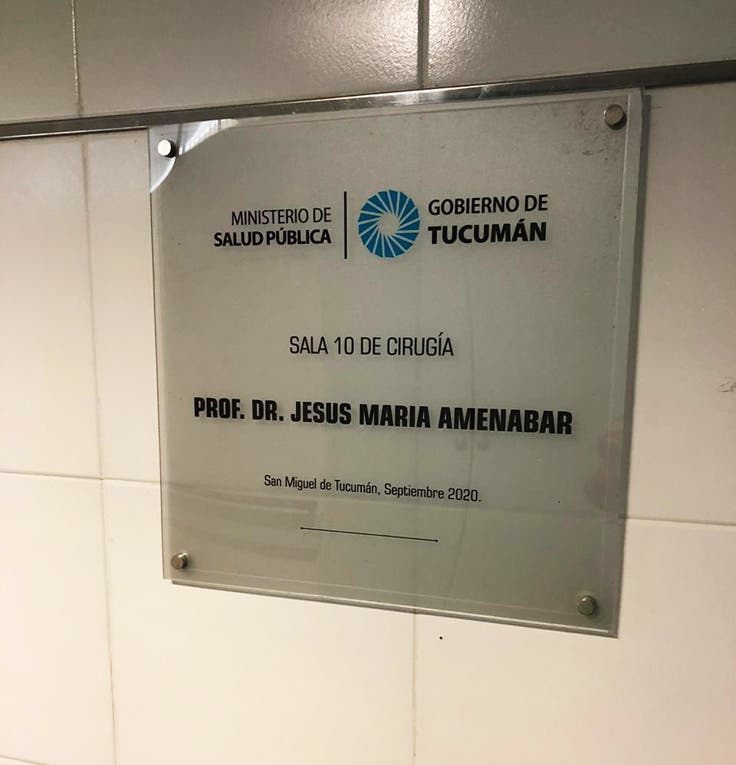 MINISTERIO DE
SALUD PÚBLICA
GOBIERNO DE
TUCUMÁN
SALA 10 DE CIRUGÍA
PROF. DR. JESUS MARIA AMENABAR
San Miguel de Tucumán, Septiembre 2020.